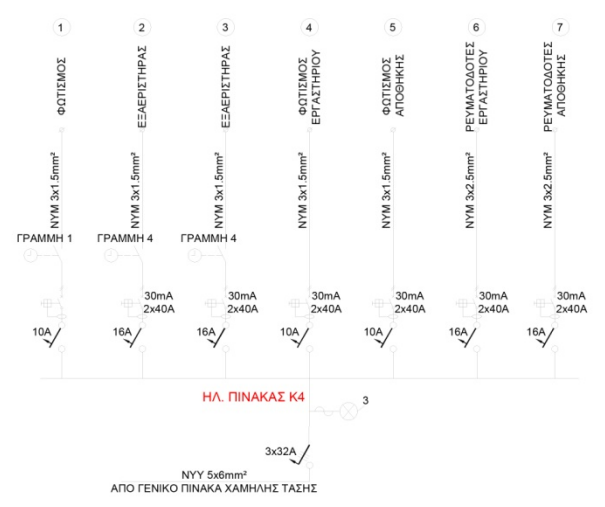 1 2 3 4 5 6 7
ΦΩΤΙΣΜΟΣ
ΕΞΑΕΡΙΣΤΗΡΑΣ
ΕΞΑΕΡΙΣΤΗΡΑΣ
ΦΩΤΙΣΜΟΣ
ΕΡΓΑΣΤΗΡΙΟΥ
ΦΩΤΙΣΜΟΣ
ΑΠΟΘΗΚΗΣ
ΡΕΥΜΑΤΟΔΟΤΕΣ
ΕΡΓΑΣΤΗΡΙΟΥ
ΡΕΥΜΑΤΟΔΟΤΕΣ
ΑΠΟΘΗΚΗΣ
NYM 3x1.5mm²
NYM 3x1.5mm²
NYM 3x1.5mm²
NYM 3x1.5mm²
NYM 3x1.5mm²
NYM 3x2.5mm²
NYM 3x2.5mm²
ΓΡΑΜΜΗ 1 ΓΡΑΜΜΗ 4 ΓΡΑΜΜΗ 4
30mA 30mA 30mA 30mA 30mA 30mA
2x40A 2x40A 2x40A 2x40A 2x40A 2x40A
10A 16A 16A 10A 10A 16A 16A
ΗΛ. ΠΙΝΑΚΑΣ Κ4
3
3x32A
NYY 5x6mm²
ΑΠΟ ΓΕΝΙΚΟ ΠΙΝΑΚΑ ΧΑΜΗΛΗΣ ΤΑΣΗΣ